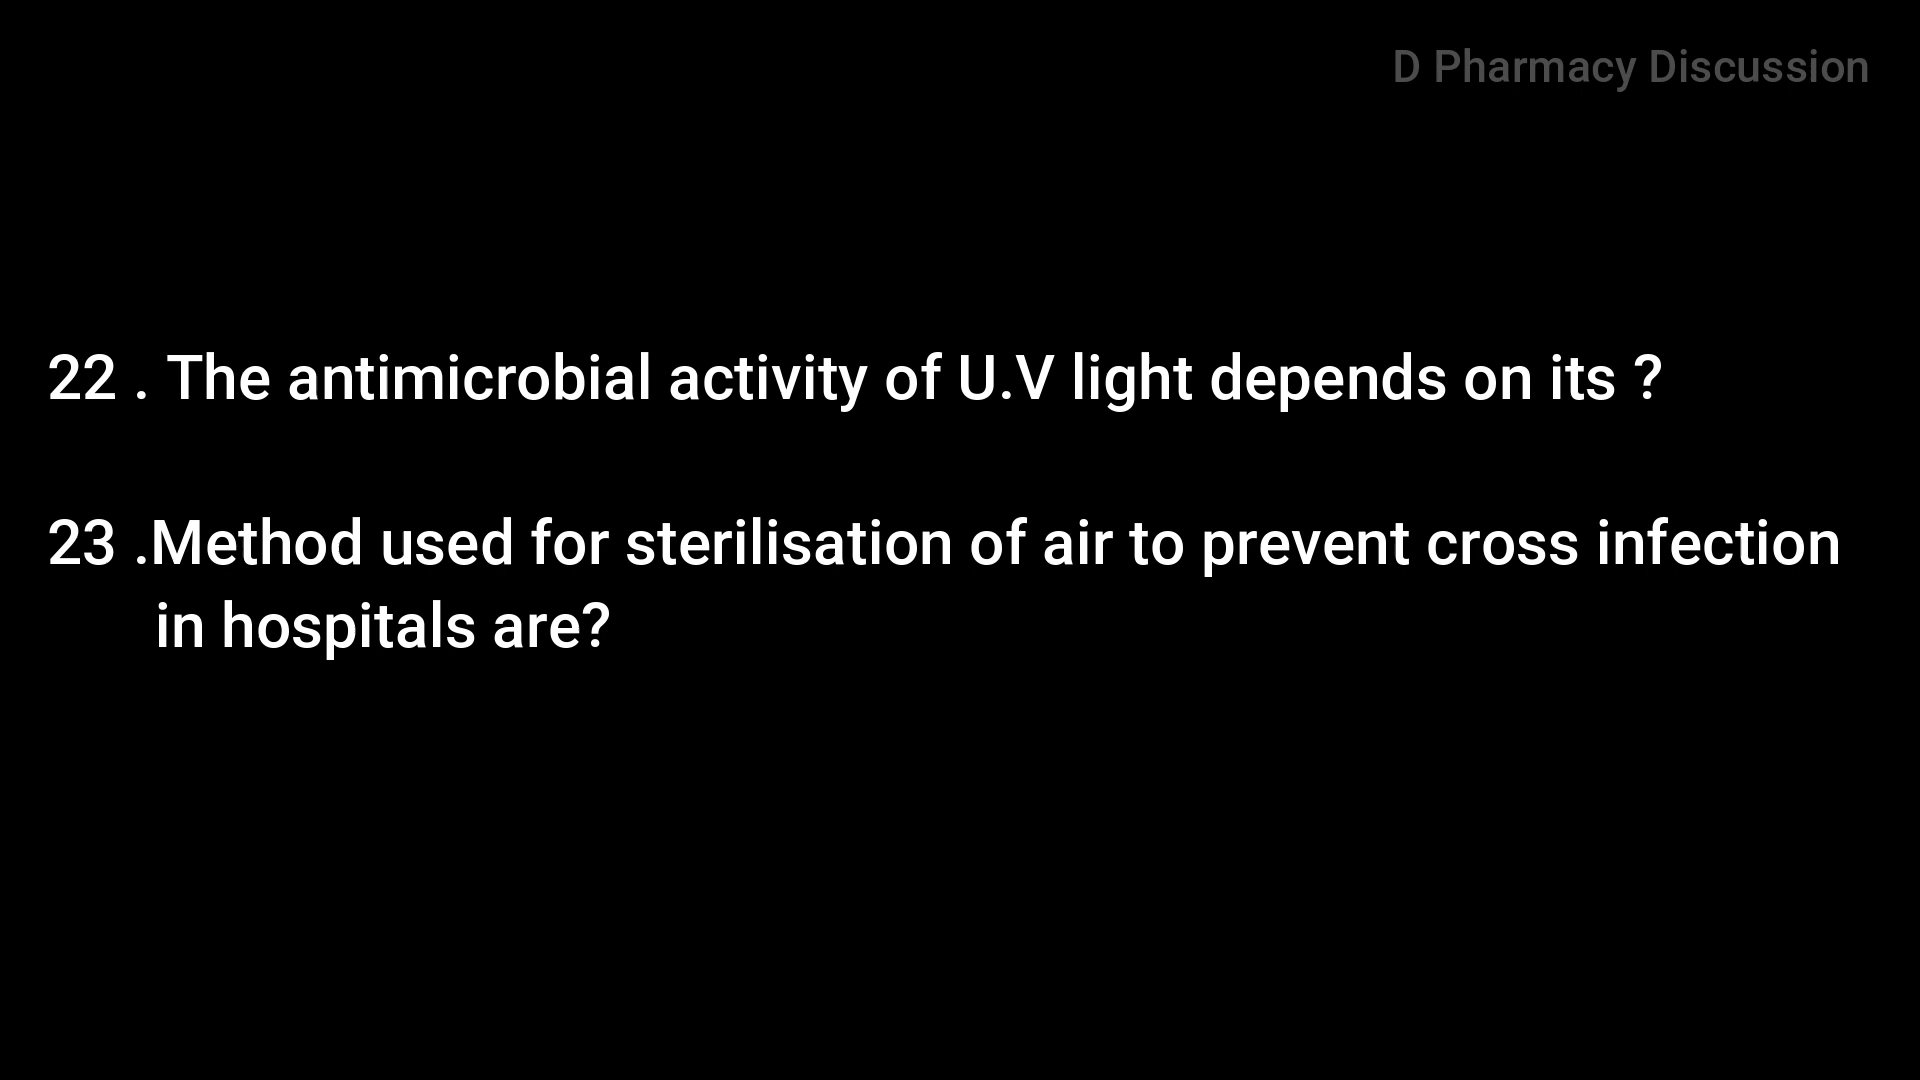 D Pharmacy Discussion
22 . The antimicrobial activity of U.V light depends on its ?
23 .Method used for sterilisation of air to prevent cross infection
in hospitals are?